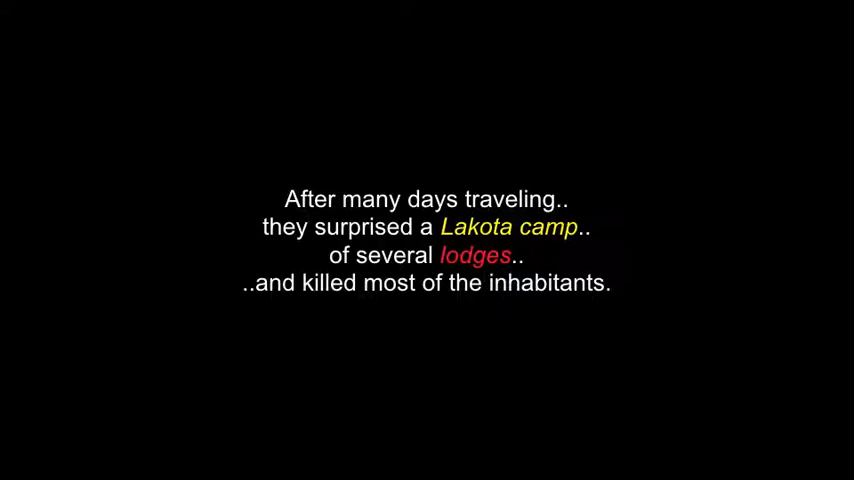 After many days traveling..
they surprised a Lakota camp..
of several lodges..
..and killed most of the inhabitants.